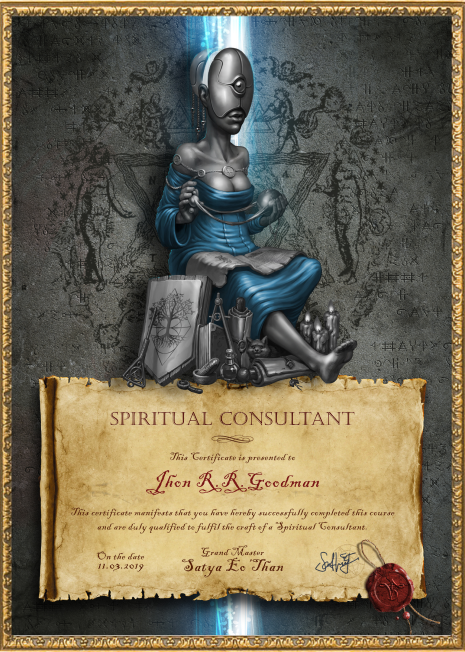 SPIRITUAL CONSULTANT
This Certificate is presented to
Jhon R.R.Goodman
This certificate manifests that you have hereby successfully completed this course
and are duly qualified to fulfil the craft of a Spiritual Consultant.
On the date
11.03.2019
Grand Master
Satya Eo Than